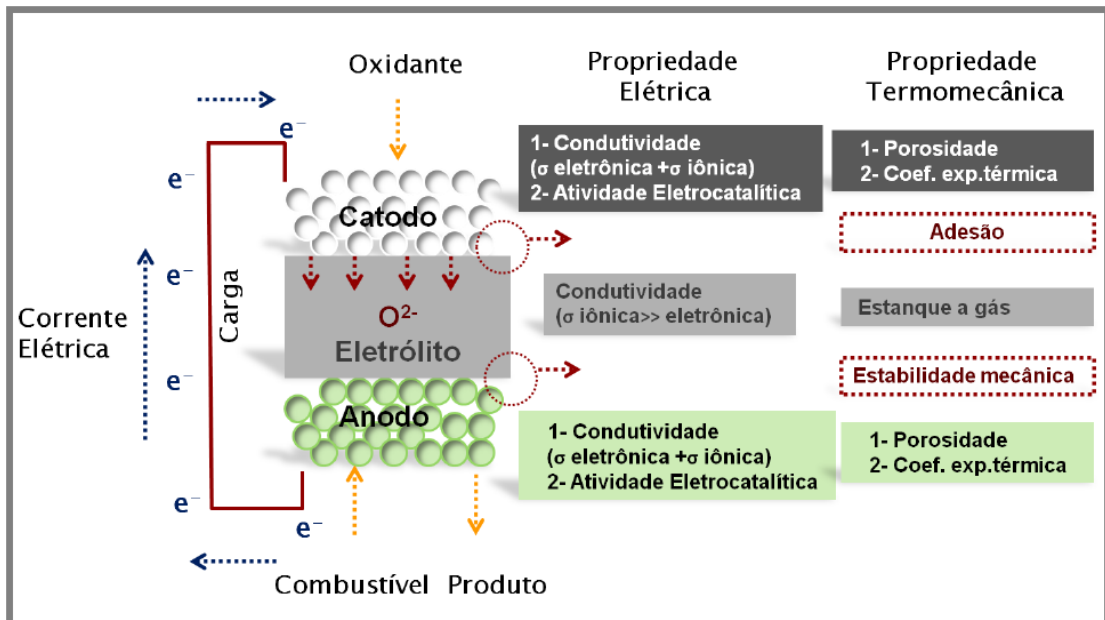 Oxidante
Propriedade
Elétrica
Propriedade
Termomecânica
e⁻
1- Condutividade
(σ eletrônica +σ iônica)
2- Atividade Eletrocatalítica
1- Porosidade
2- Coef. exp.térmica
e⁻
Catodo
Adesão
e⁻
Carga
Corrente
Elétrica
O²⁻
Eletrólito
Condutividade
(σ iônica>> eletrônica)
Estanque a gás
e⁻
Estabilidade mecânica
Anodo
1- Condutividade
(σ eletrônica +σ iônica)
2- Atividade Eletrocatalítica
1- Porosidade
2- Coef. exp.térmica
e⁻
e⁻
Combustível
Produto